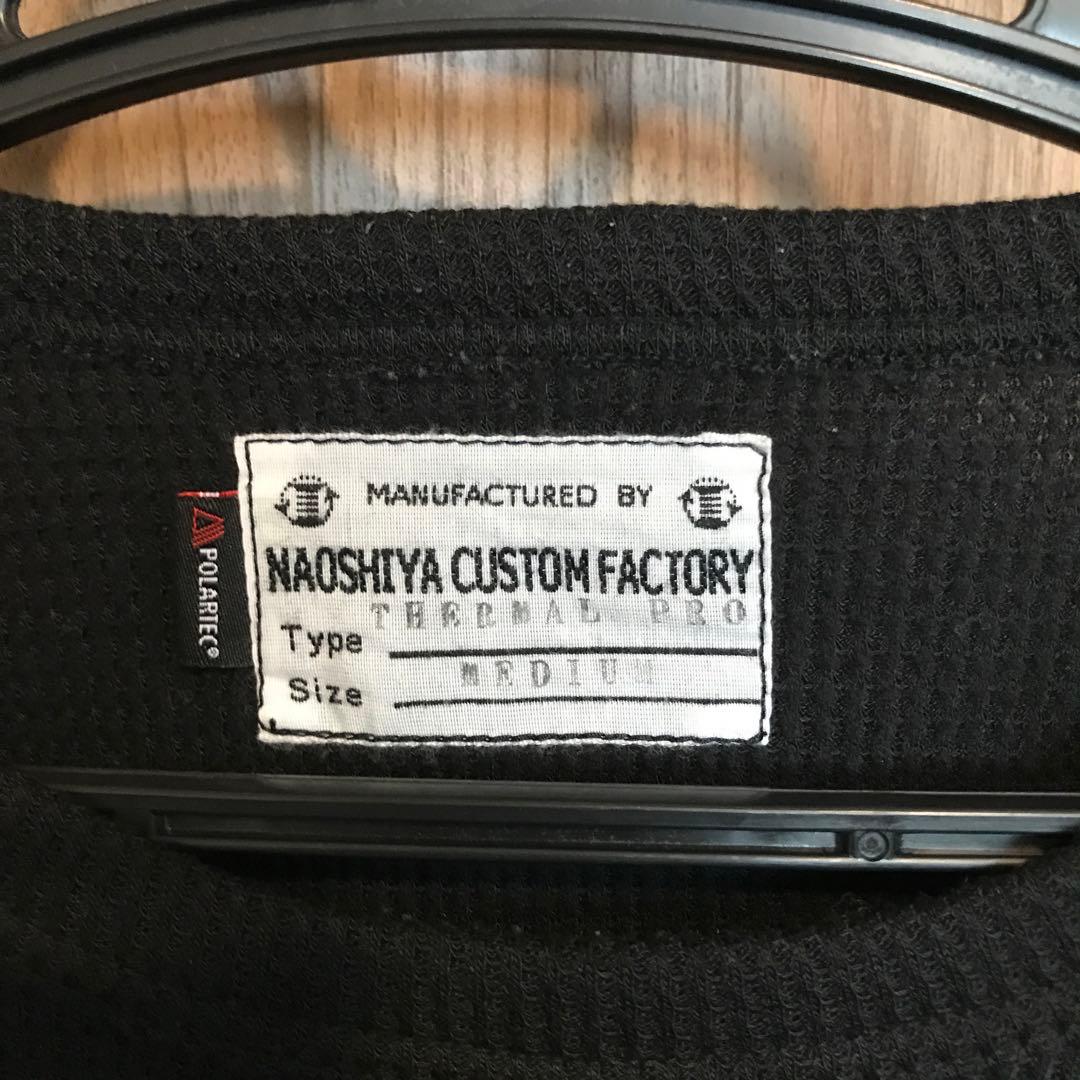 MANUFACTURED BY
NAOSHIYA CUSTOM FACTORY
Type THERMAL PRO
Size MEDIUM
POLARTEC®